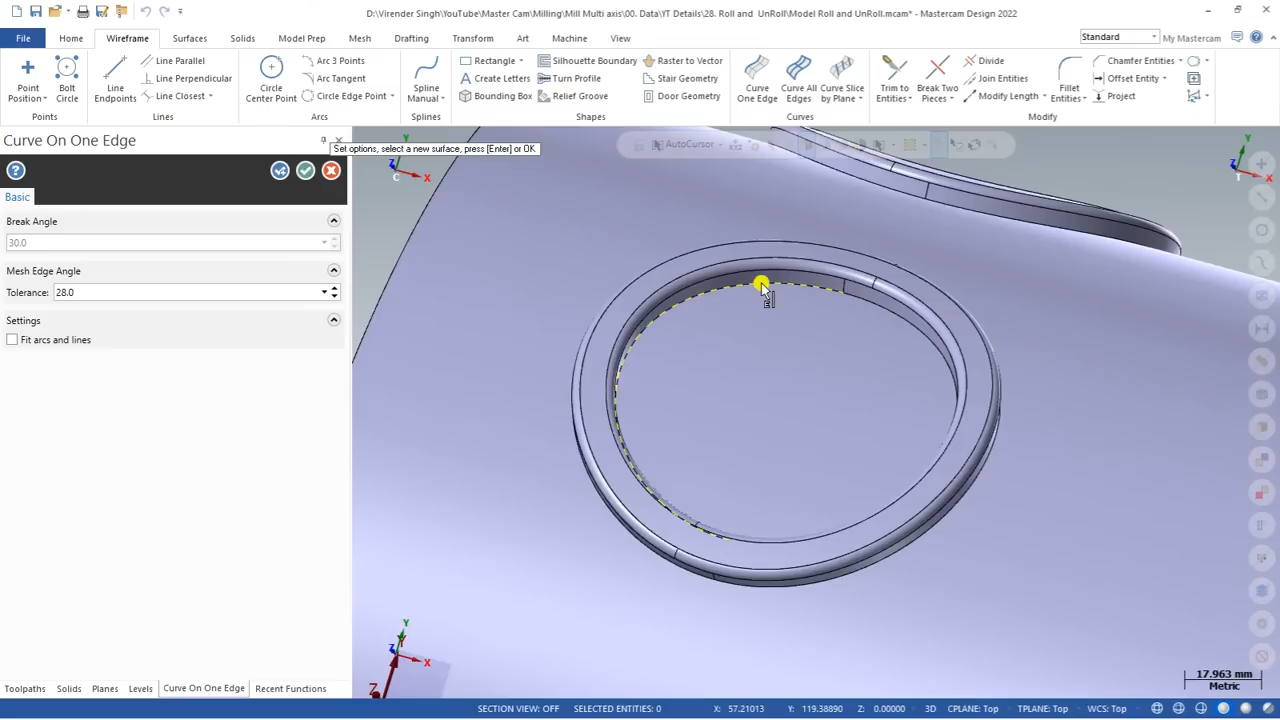 D:\Virender Singh\YouTube\Master Cam\Milling\Mill Multi axis\00. Data\YT Details\28. Roll and UnRoll\Model Roll and UnRoll.mcam* - Mastercam Design 2022
File Home Wireframe Surfaces Solids Model Prep Mesh Drafting Transform Art Machine View
Standard My Mastercam
Point Position
Bolt Circle
Points
Line Endpoints
Line Parallel
Line Perpendicular
Line Closest
Lines
Circle Center Point
Arc 3 Points
Arc Tangent
Circle Edge Point
Arcs
Spline Manual
Splines
Rectangle
Create Letters
Bounding Box
Silhouette Boundary
Turn Profile
Relief Groove
Raster to Vector
Stair Geometry
Door Geometry
Shapes
Curve One Edge
Curve All Edges
Curve Slice by Plane
Curves
Trim to Entities
Break Two Pieces
Divide
Join Entities
Modify Length
Fillet Entities
Chamfer Entities
Offset Entity
Project
Modify
Curve On One Edge
Set options, select a new surface, press [Enter] or OK
AutoCursor
Basic
Break Angle
30.0
Mesh Edge Angle
Tolerance: 28.0
Settings
Fit arcs and lines
Y
Z
X
C
Y
Z
X
T
Y
Y
Z
X
Z
17.963 mm
Metric
Toolpaths Solids Planes Levels Curve On One Edge Recent Functions
SECTION VIEW: OFF SELECTED ENTITIES: 0 X: 57.21013 Y: 119.38890 Z: 0.00000 3D CPLANE: Top TPLANE: Top WCS: Top